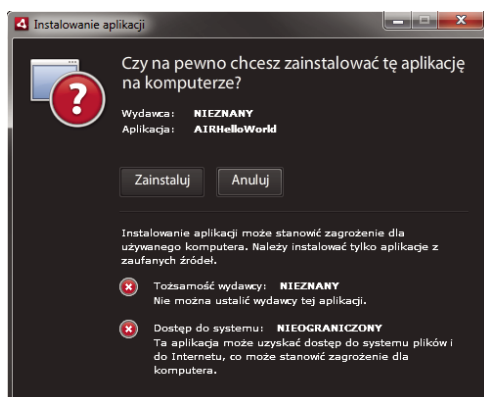 Instalowanie aplikacji
Czy na pewno chcesz zainstalować tę aplikację
na komputerze?
Wydawca: NIEZNANY
Aplikacja: AIRHelloWorld
Zainstaluj Anuluj
Instalowanie aplikacji może stanowić zagrożenie dla
używanego komputera. Należy instalować tylko aplikacje z
zaufanych źródeł.
Tożsamość wydawcy: NIEZNANY
Nie można ustalić wydawcy tej aplikacji.
Dostęp do systemu: NIEOGRANICZONY
Ta aplikacja może uzyskać dostęp do systemu plików i
do Internetu, co może stanowić zagrożenie dla
komputera.